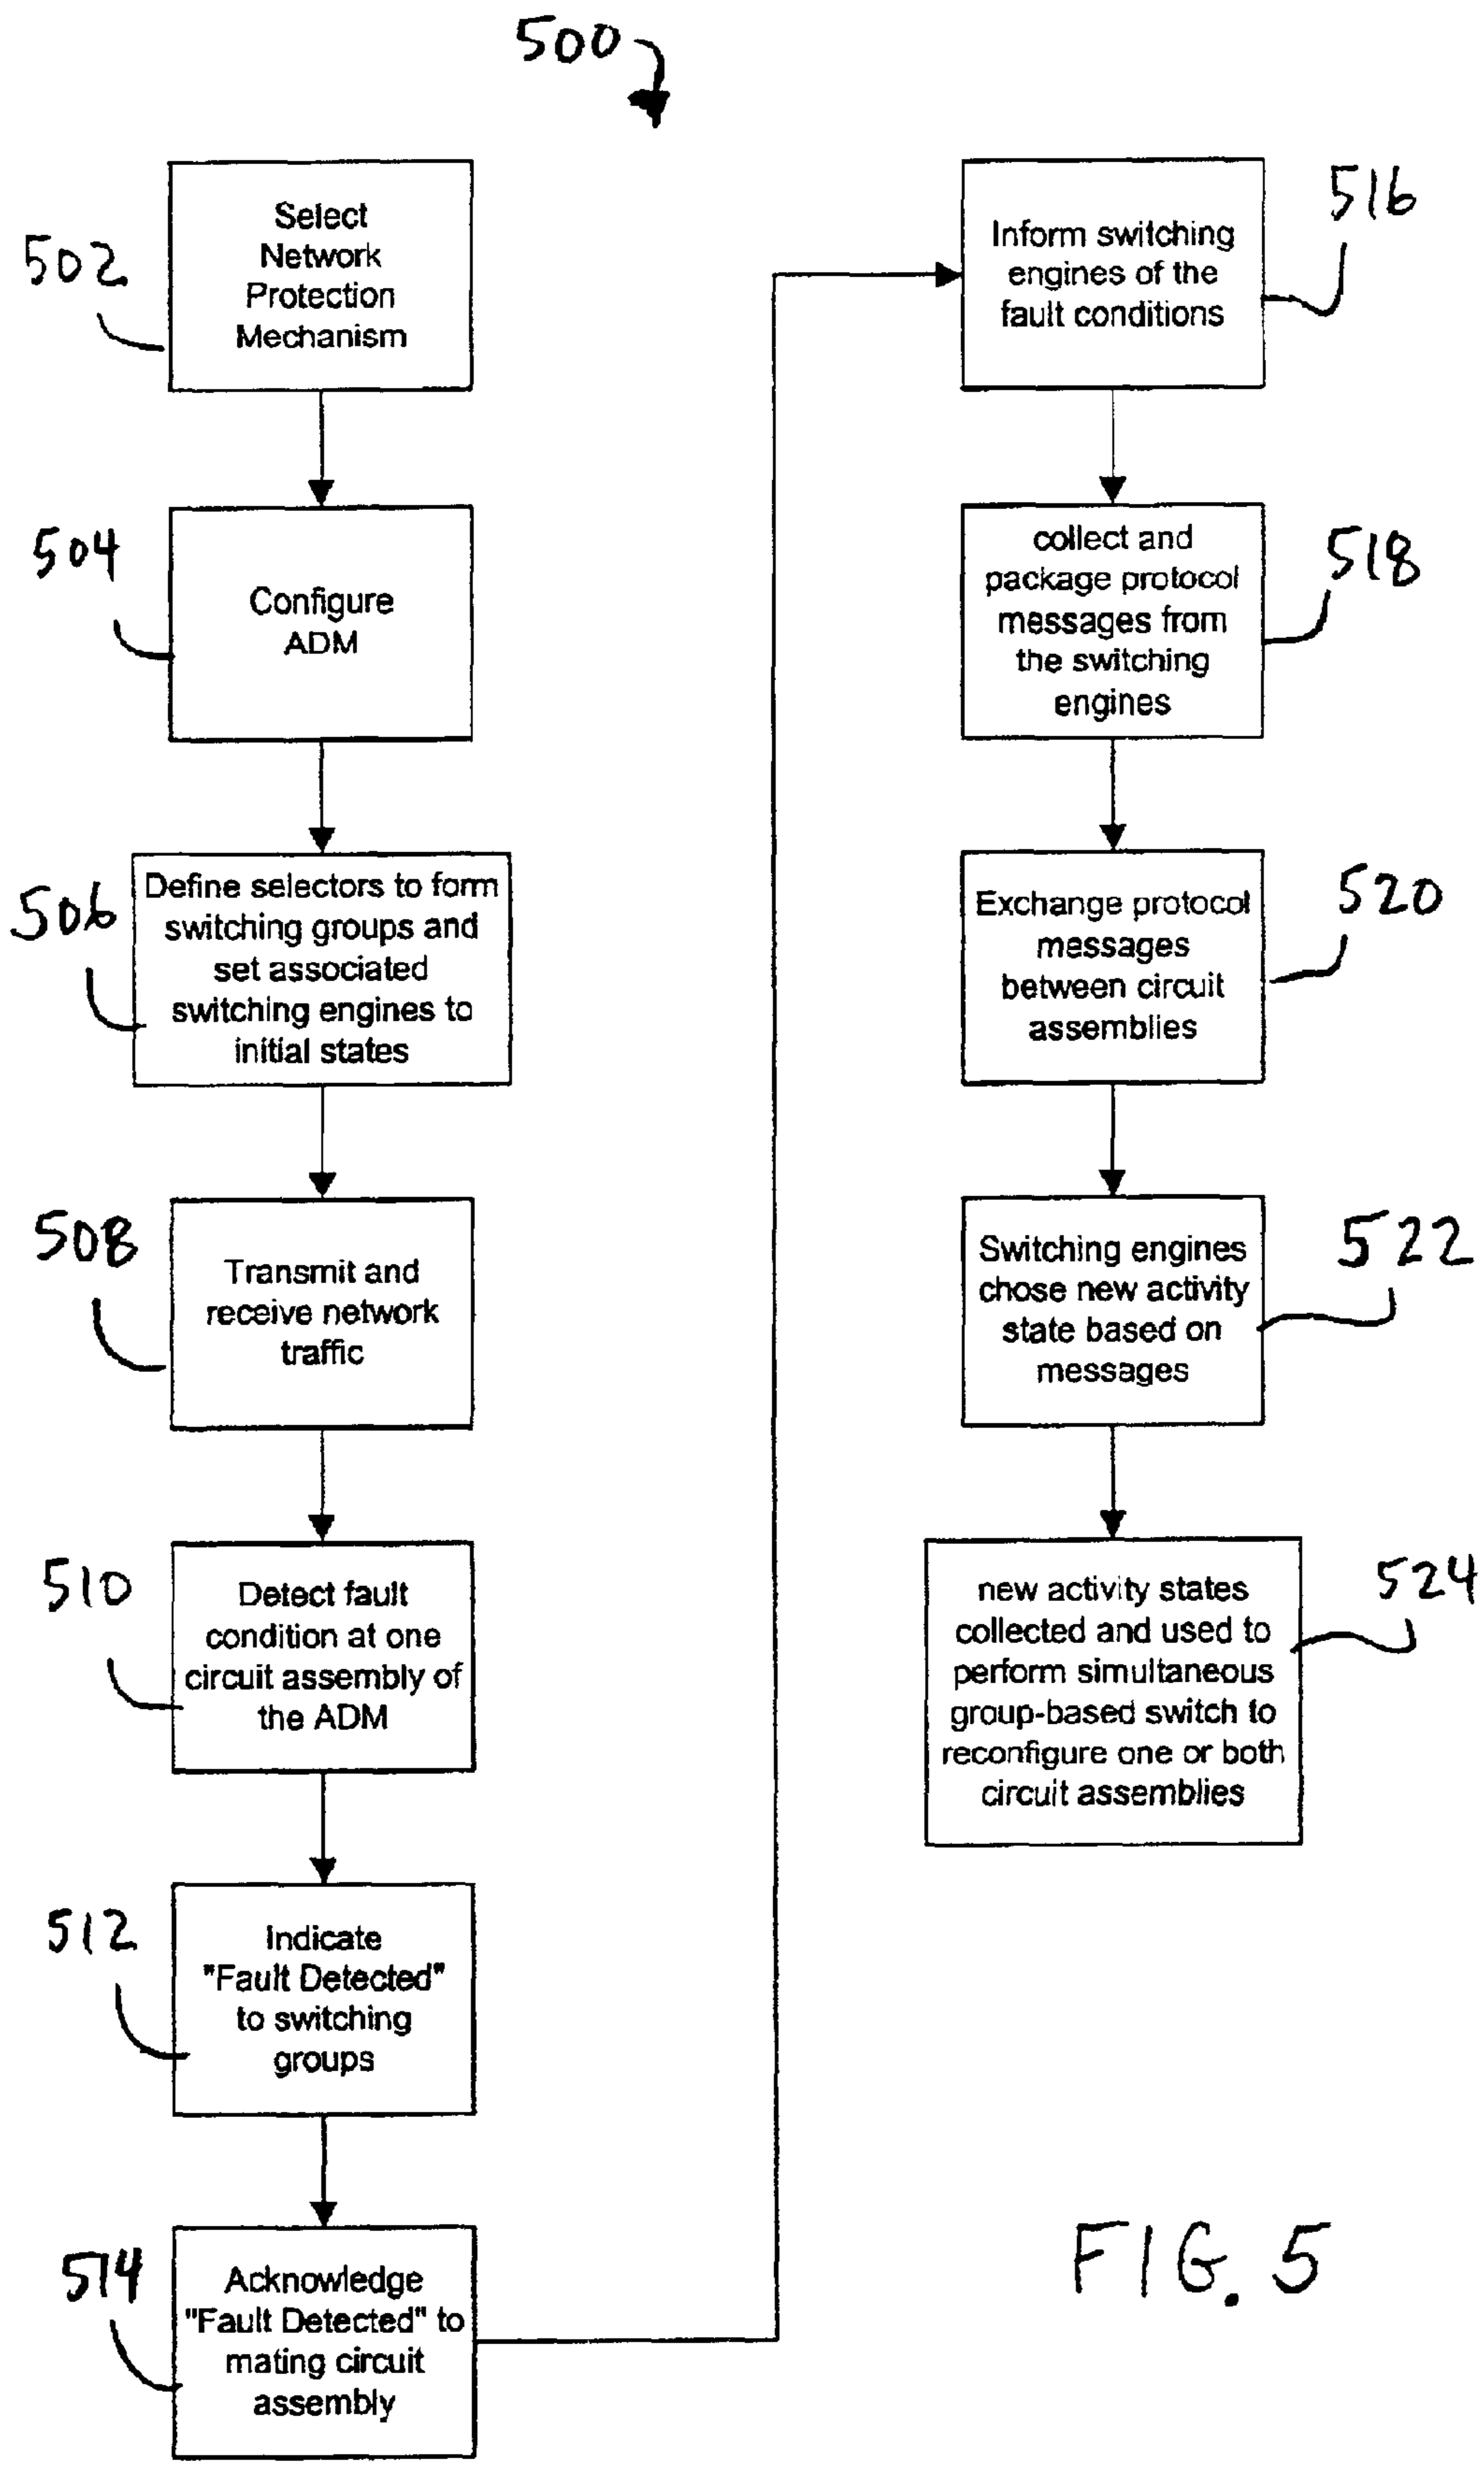 500
502
Select
Network
Protection
Mechanism
504
Configure
ADM
506
Define selectors to form
switching groups and
set associated
switching engines to
initial states
508
Transmit and
receive network
traffic
510
Detect fault
condition at one
circuit assembly of
the ADM
512
Indicate
"Fault Detected"
to switching
groups
514
Acknowledge
"Fault Detected" to
mating circuit
assembly
516
Inform switching
engines of the
fault conditions
518
collect and
package protocol
messages from
the switching
engines
520
Exchange protocol
messages
between circuit
assemblies
522
Switching engines
chose new activity
state based on
messages
524
new activity states
collected and used to
perform simultaneous
group-based switch to
reconfigure one or both
circuit assemblies
FIG. 5